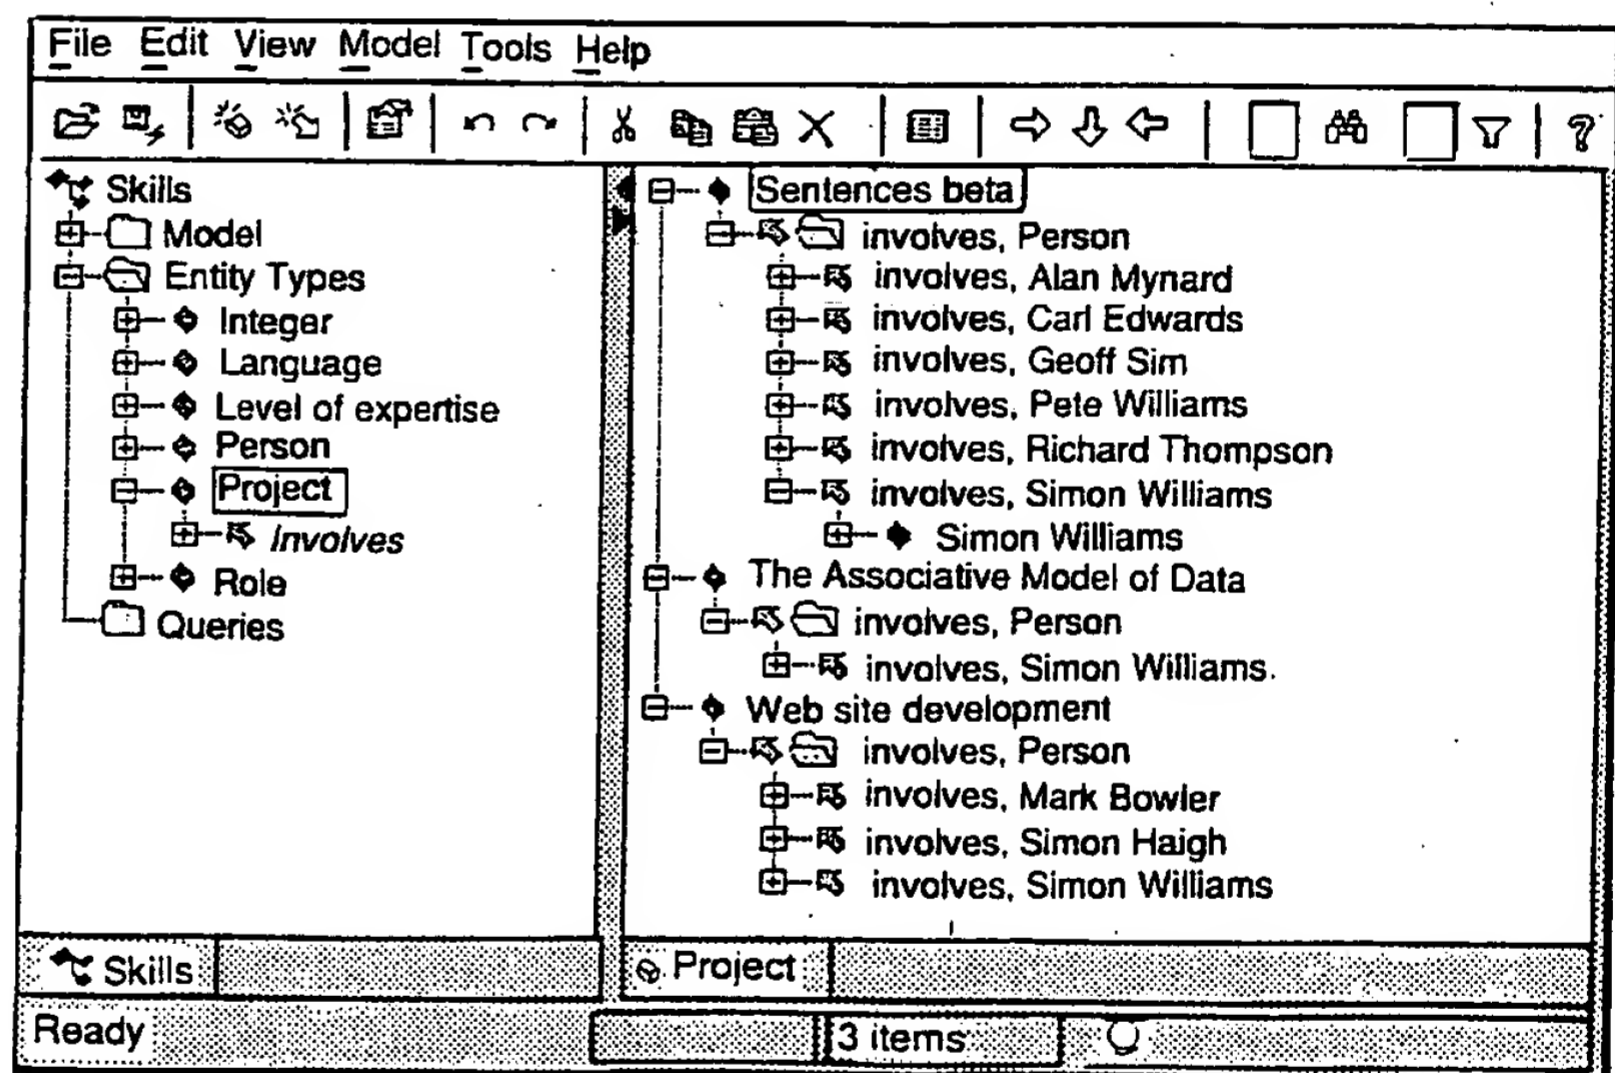 File Edit View Model Tools Help
?
Skills
Model
Entity Types
Integer
Language
Level of expertise
Person
Project
Involves
Role
Queries
Sentences beta
involves, Person
involves, Alan Mynard
involves, Carl Edwards
involves, Geoff Sim
involves, Pete Williams
involves, Richard Thompson
involves, Simon Williams
Simon Williams
The Associative Model of Data
involves, Person
involves, Simon Williams
Web site development
involves, Person
involves, Mark Bowler
involves, Simon Haigh
involves, Simon Williams
Skills
Project
Ready
3 items